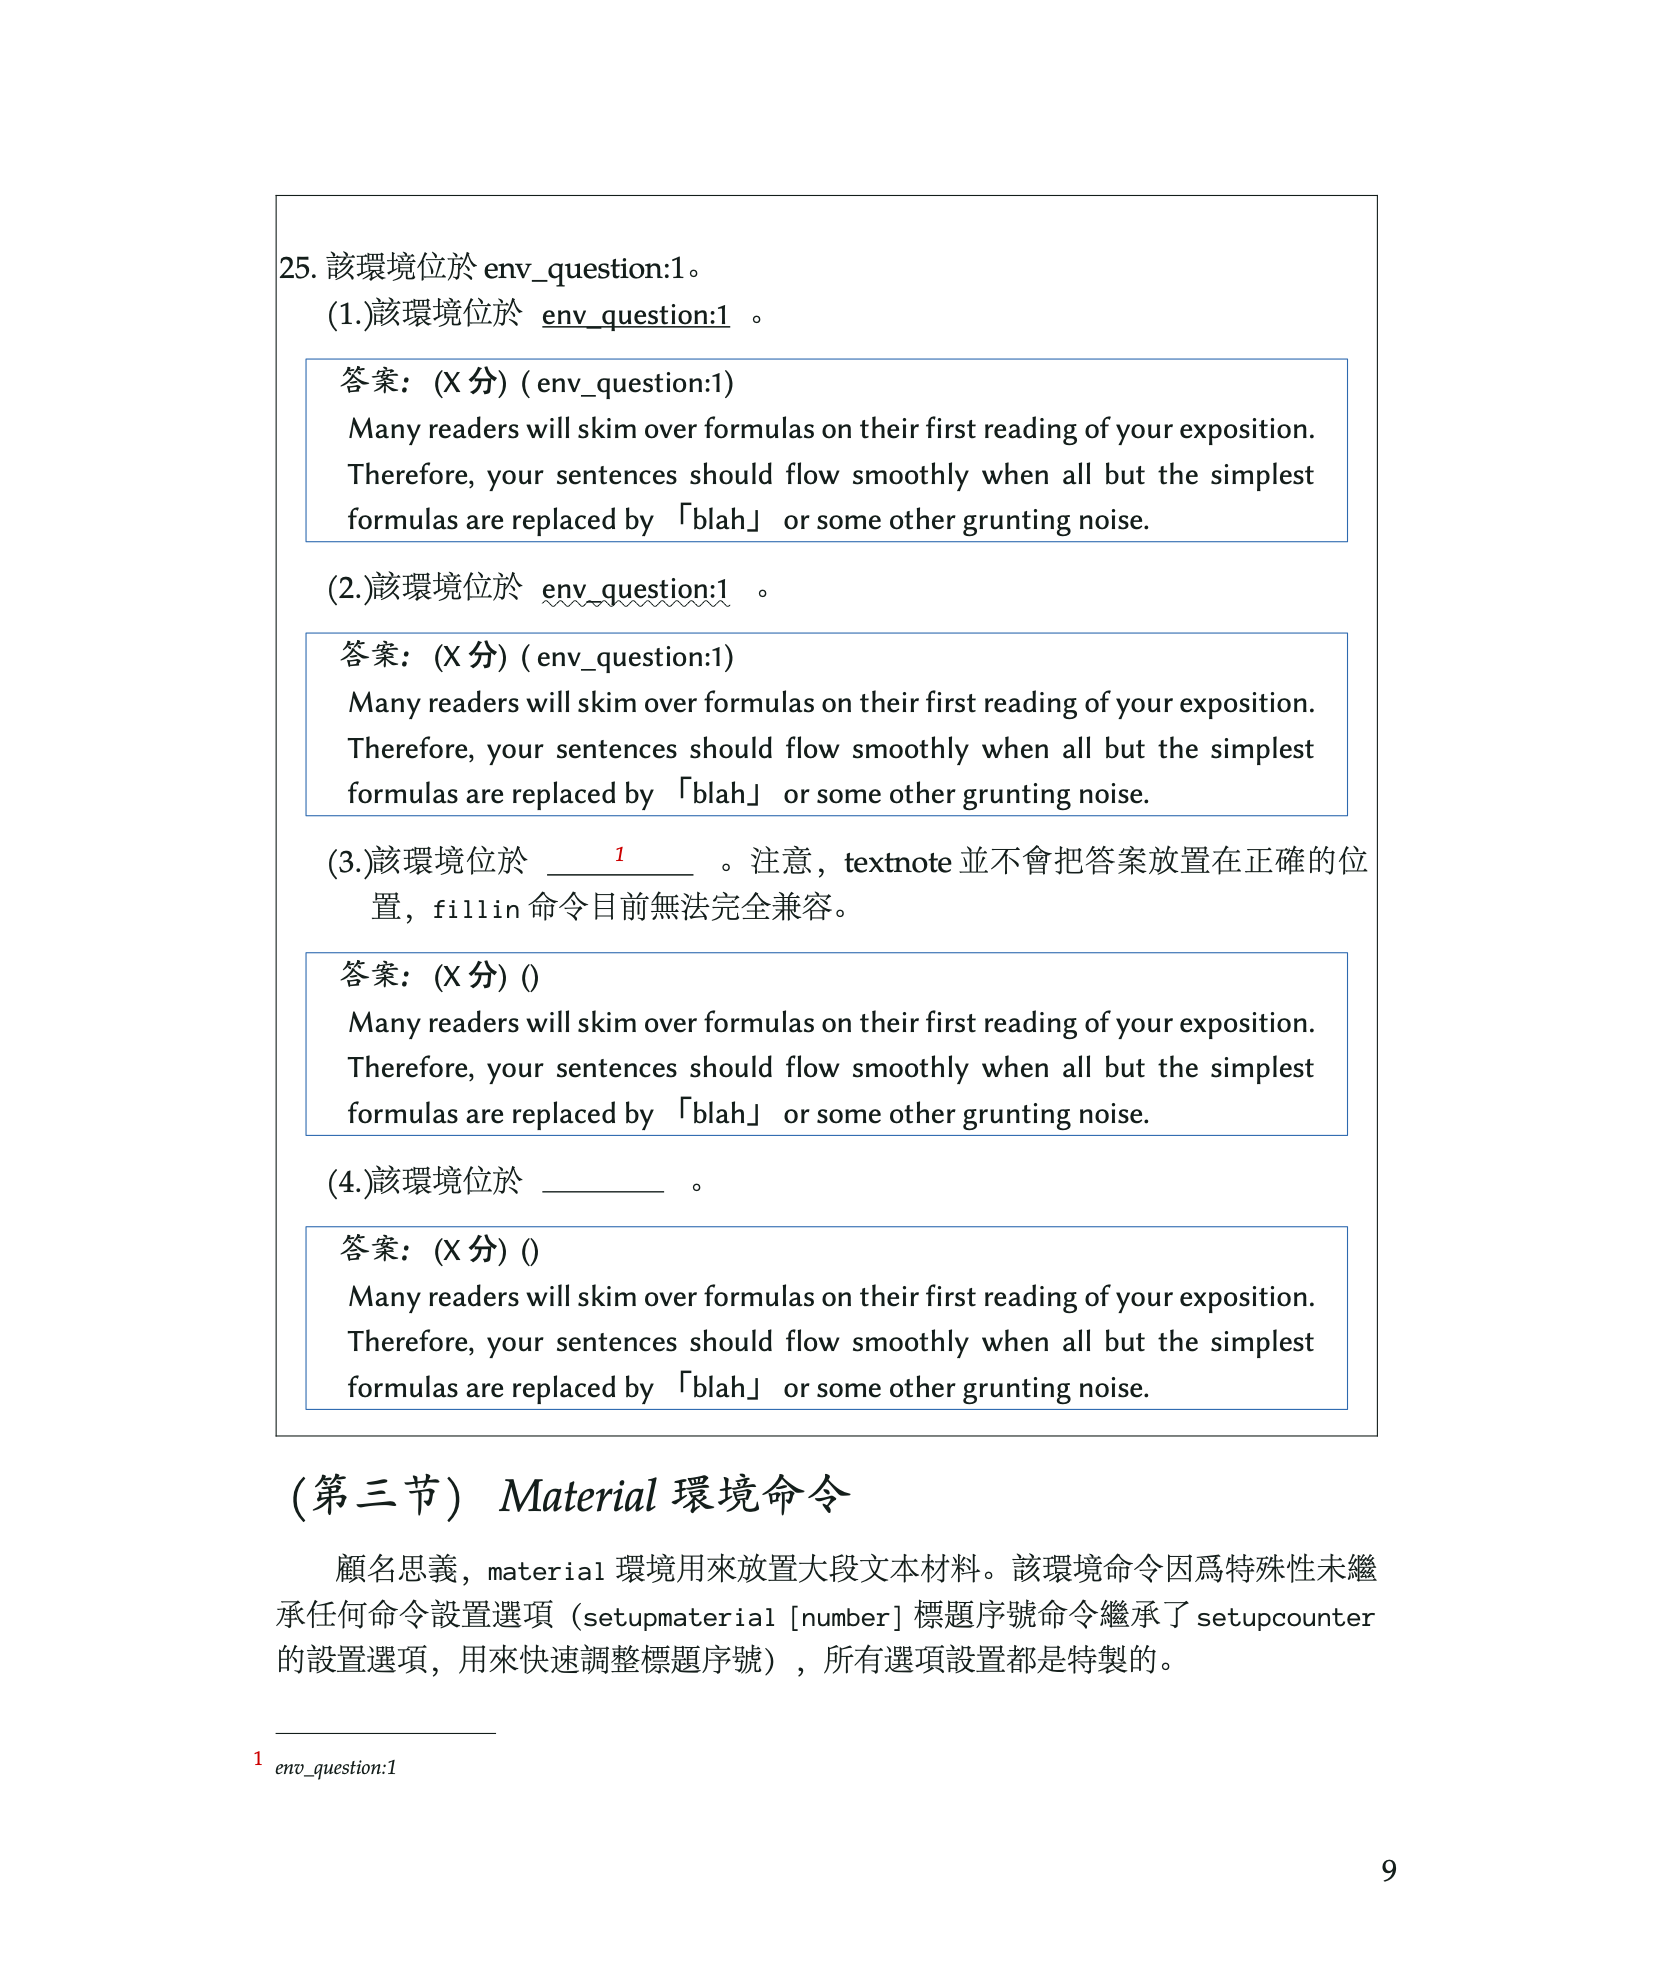 25. 該環境位於 env_question:1。
(1.)該環境位於 env_question:1 。
答案： (X 分) ( env_question:1)
Many readers will skim over formulas on their first reading of your exposition.
Therefore, your sentences should flow smoothly when all but the simplest
formulas are replaced by 「blah」 or some other grunting noise.
(2.)該環境位於 env_question:1 。
答案： (X 分) ( env_question:1)
Many readers will skim over formulas on their first reading of your exposition.
Therefore, your sentences should flow smoothly when all but the simplest
formulas are replaced by 「blah」 or some other grunting noise.
(3.)該環境位於 1 。注意，textnote 並不會把答案放置在正確的位
置，fillin 命令目前無法完全兼容。
答案： (X 分) ()
Many readers will skim over formulas on their first reading of your exposition.
Therefore, your sentences should flow smoothly when all but the simplest
formulas are replaced by 「blah」 or some other grunting noise.
(4.)該環境位於 ________ 。
答案： (X 分) ()
Many readers will skim over formulas on their first reading of your exposition.
Therefore, your sentences should flow smoothly when all but the simplest
formulas are replaced by 「blah」 or some other grunting noise.
（第三节） Material 環境命令
顧名思義，material 環境用來放置大段文本材料。該環境命令因爲特殊性未繼
承任何命令設置選項（setupmaterial [number] 標題序號命令繼承了 setupcounter
的設置選項，用來快速調整標題序號），所有選項設置都是特製的。
1 env_question:1
9